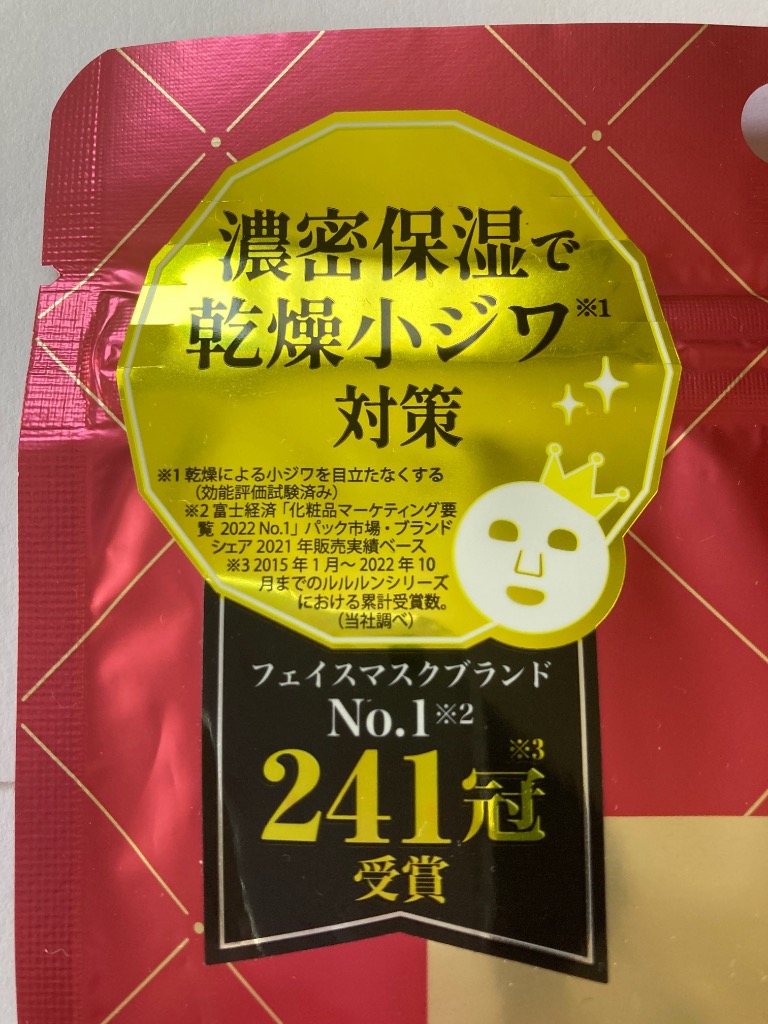 濃密保湿で
乾燥小ジワ※1
対策
※1 乾燥による小ジワを目立たなくする
（効能評価試験済み）
※2 富士経済「化粧品マーケティング要
覧 2022 No.1」パック市場・ブランド
シェア 2021 年販売実績ベース
※3 2015 年 1 月～ 2022 年 10
月までのルルルンシリーズ
における累計受賞数。
（当社調べ）
フェイスマスクブランド
No.1※2
241冠※3
受賞